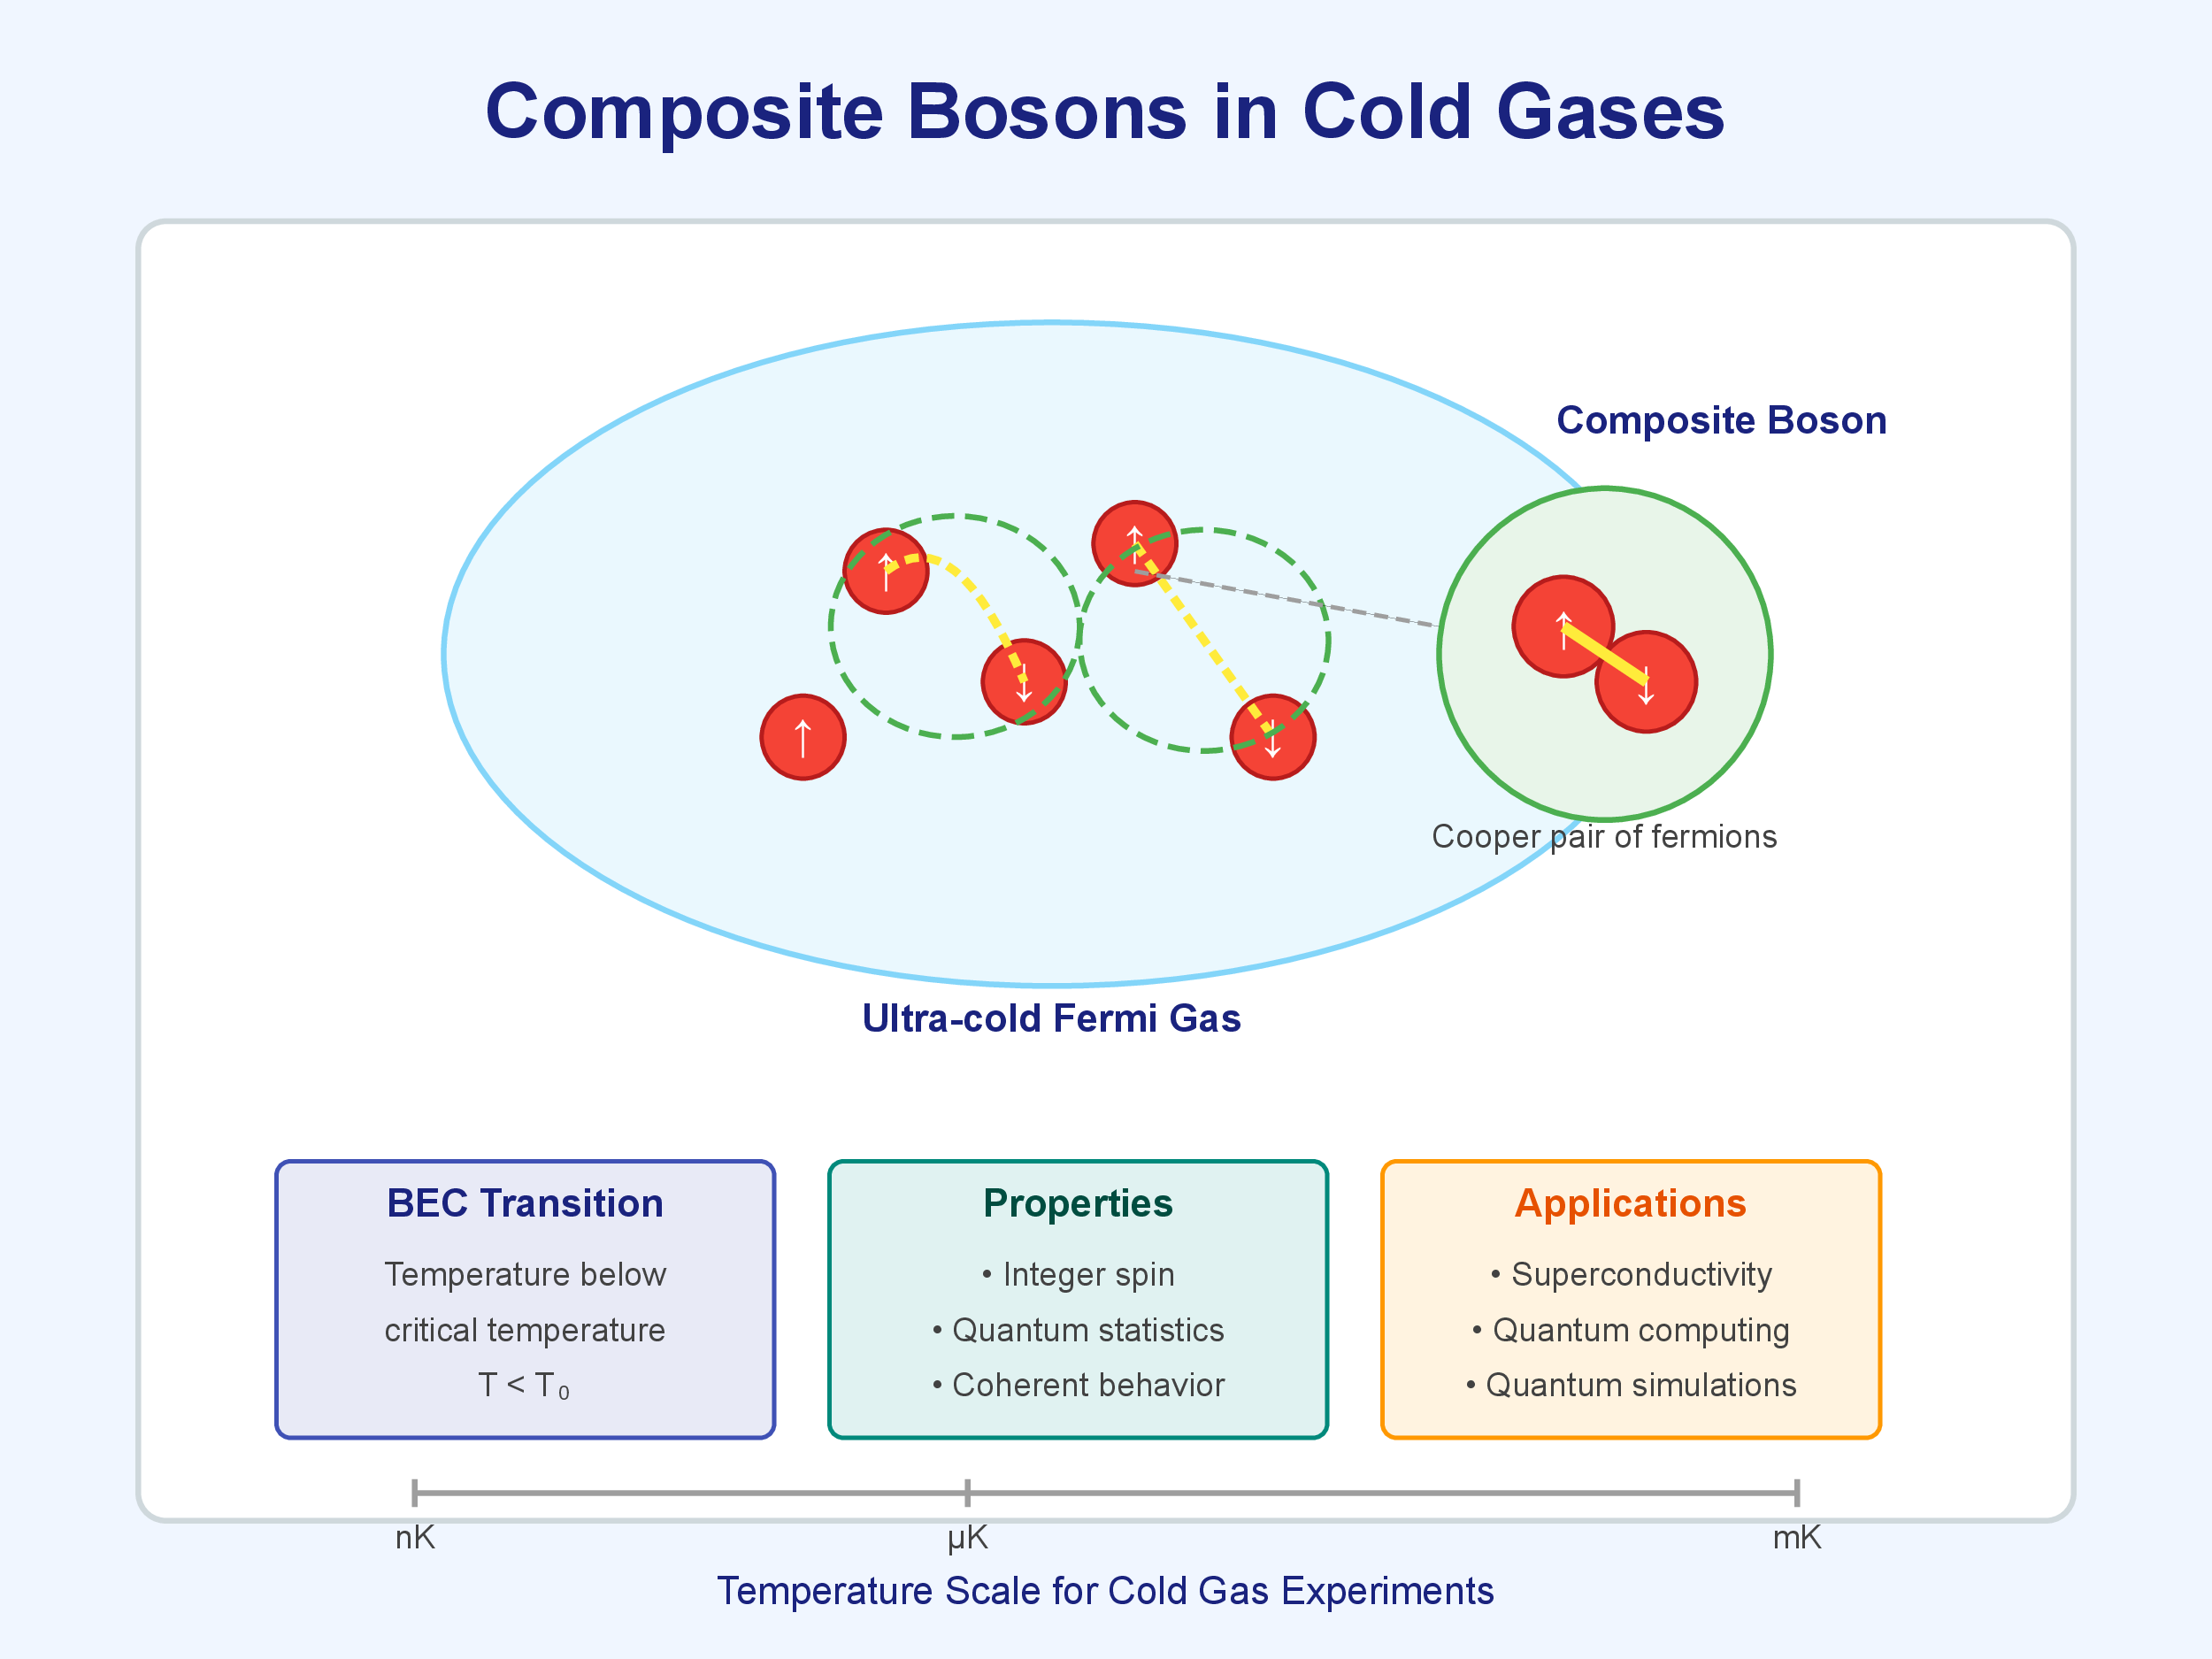 Composite Bosons in Cold Gases
Composite Boson
↑
↑
↑
↓
↑
↓
↓
Cooper pair of fermions
Ultra-cold Fermi Gas
BEC Transition
Temperature below
critical temperature
T < T₀
Properties
• Integer spin
• Quantum statistics
• Coherent behavior
Applications
• Superconductivity
• Quantum computing
• Quantum simulations
nK
μK
mK
Temperature Scale for Cold Gas Experiments